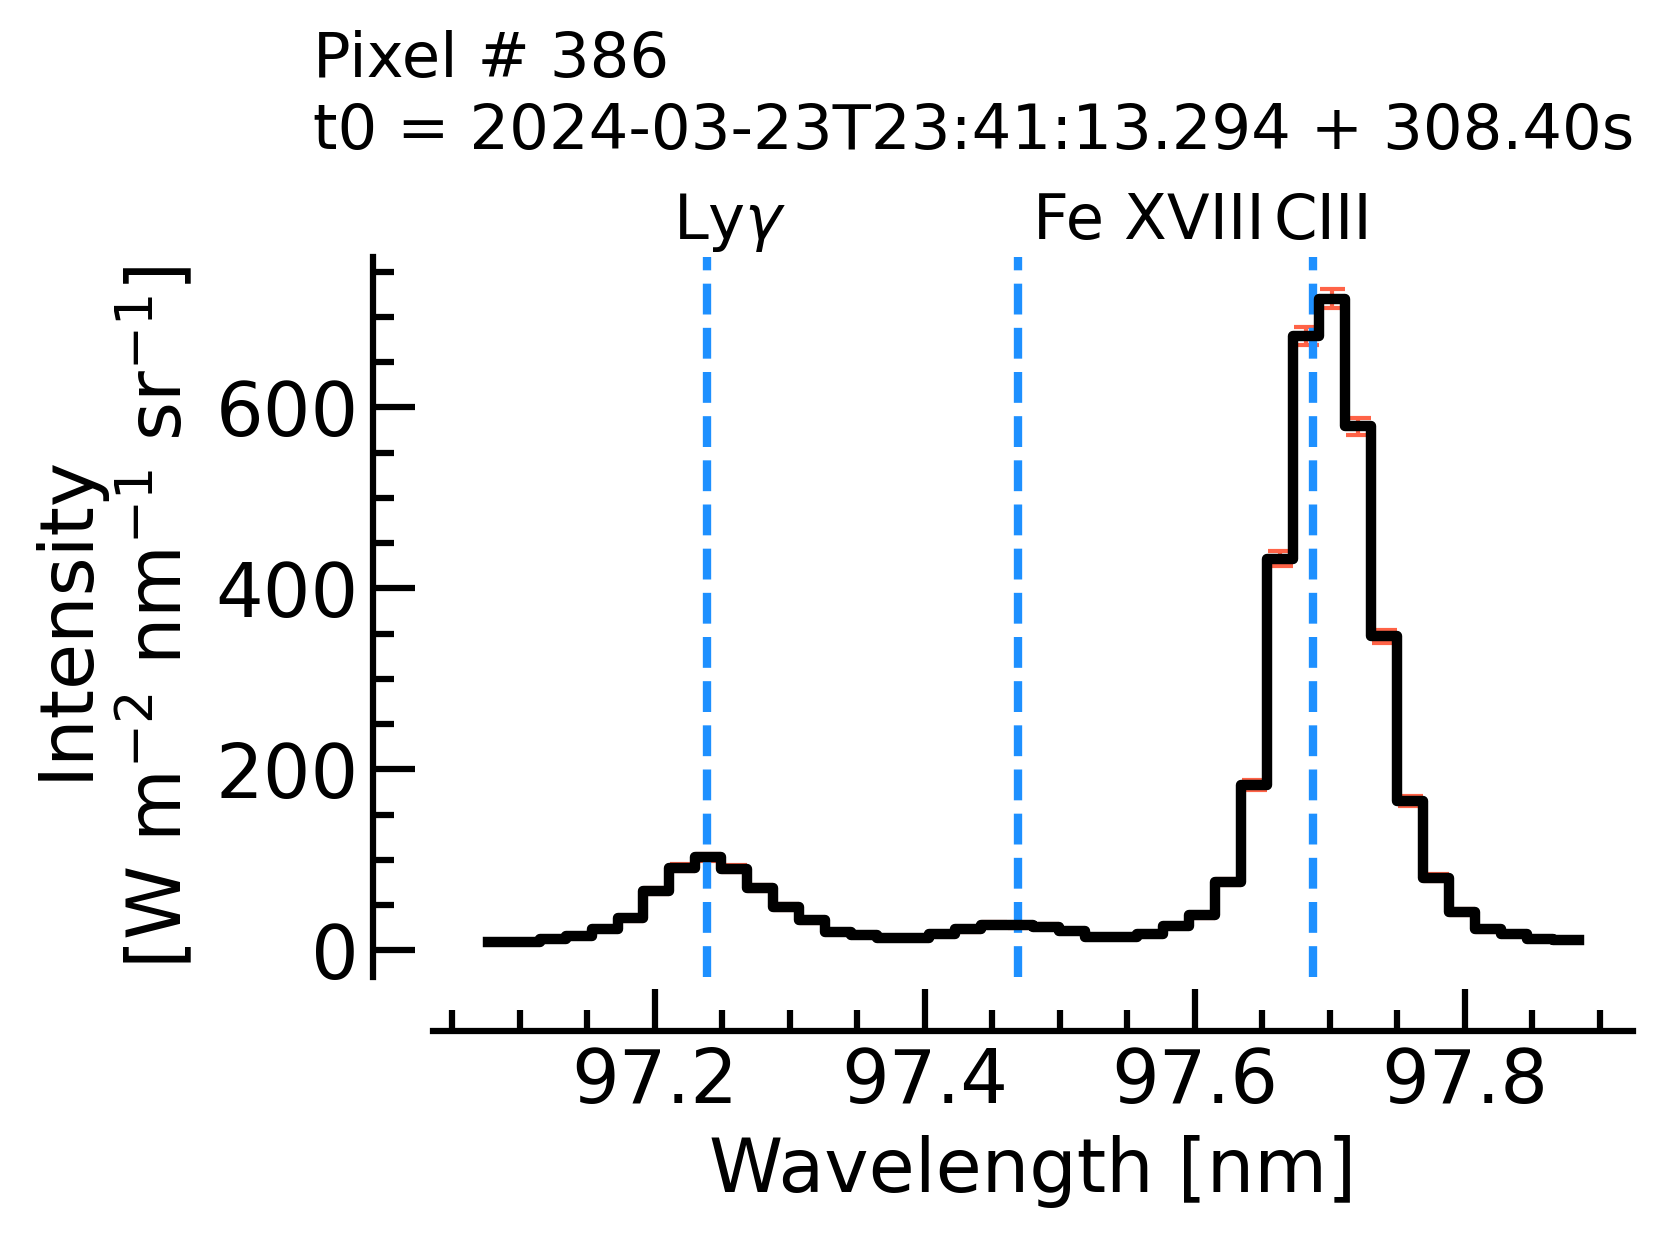 Pixel # 386
t0 = 2024-03-23T23:41:13.294 + 308.40s
Lyγ Fe XVIII CIII
Intensity
[W m⁻² nm⁻¹ sr⁻¹]
600
400
200
0
97.2 97.4 97.6 97.8
Wavelength [nm]